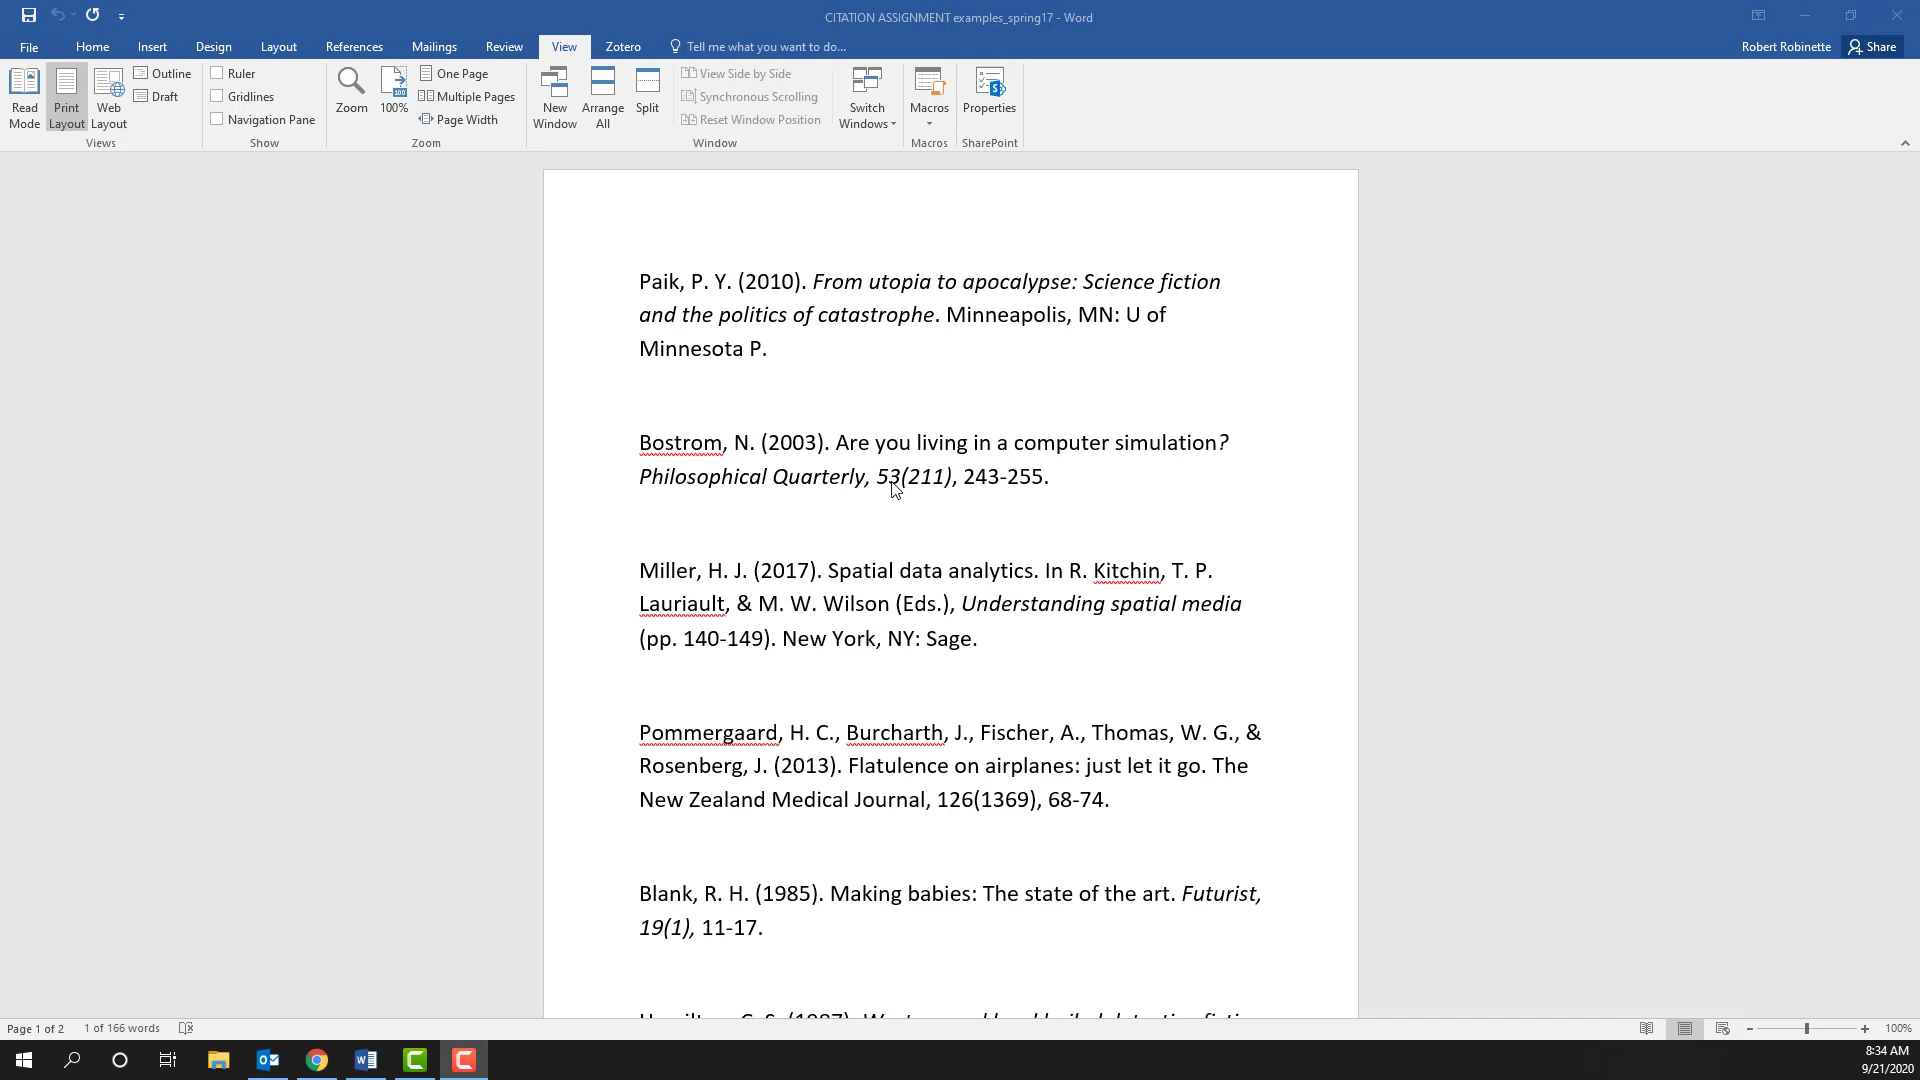 CITATION ASSIGNMENT examples_spring17 - Word
File Home Insert Design Layout References Mailings Review View Zotero Tell me what you want to do... Robert Robinette Share
Read Mode
Print Layout
Web Layout
Outline
Draft
Views
Ruler
Gridlines
Navigation Pane
Show
Zoom
100
100%
One Page
Multiple Pages
Page Width
Zoom
New Window
Arrange All
Split
View Side by Side
Synchronous Scrolling
Reset Window Position
Window
Switch Windows
Macros
Macros
Properties
SharePoint
Paik, P. Y. (2010). From utopia to apocalypse: Science fiction
and the politics of catastrophe. Minneapolis, MN: U of
Minnesota P.
Bostrom, N. (2003). Are you living in a computer simulation?
Philosophical Quarterly, 53(211), 243-255.
Miller, H. J. (2017). Spatial data analytics. In R. Kitchin, T. P.
Lauriault, & M. W. Wilson (Eds.), Understanding spatial media
(pp. 140-149). New York, NY: Sage.
Pommergaard, H. C., Burcharth, J., Fischer, A., Thomas, W. G., &
Rosenberg, J. (2013). Flatulence on airplanes: just let it go. The
New Zealand Medical Journal, 126(1369), 68-74.
Blank, R. H. (1985). Making babies: The state of the art. Futurist,
19(1), 11-17.
Page 1 of 2 1 of 166 words 100%
8:34 AM
9/21/2020